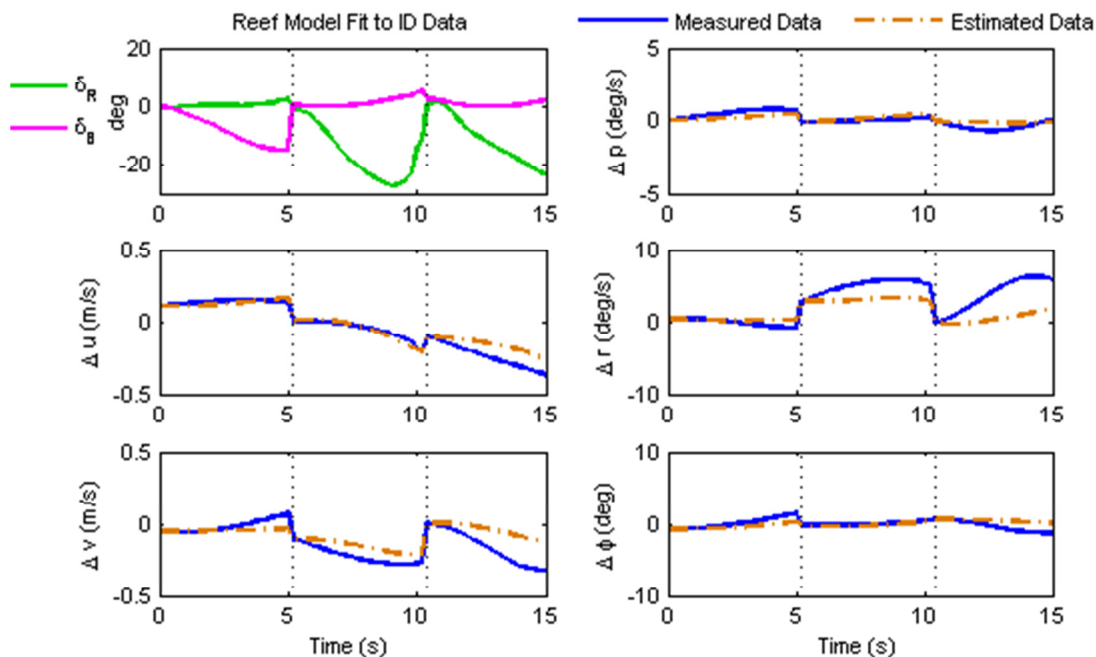 Reef Model Fit to ID Data
Measured Data
Estimated Data
δR
δB
deg
20
0
-20
0 5 10 15
Δ p (deg/s)
5
0
-5
0 5 10 15
Δ u (m/s)
0.5
0
-0.5
0 5 10 15
Δ r (deg/s)
10
0
-10
0 5 10 15
Δ v (m/s)
0.5
0
-0.5
0 5 10 15
Time (s)
Δ ϕ (deg)
10
0
-10
0 5 10 15
Time (s)